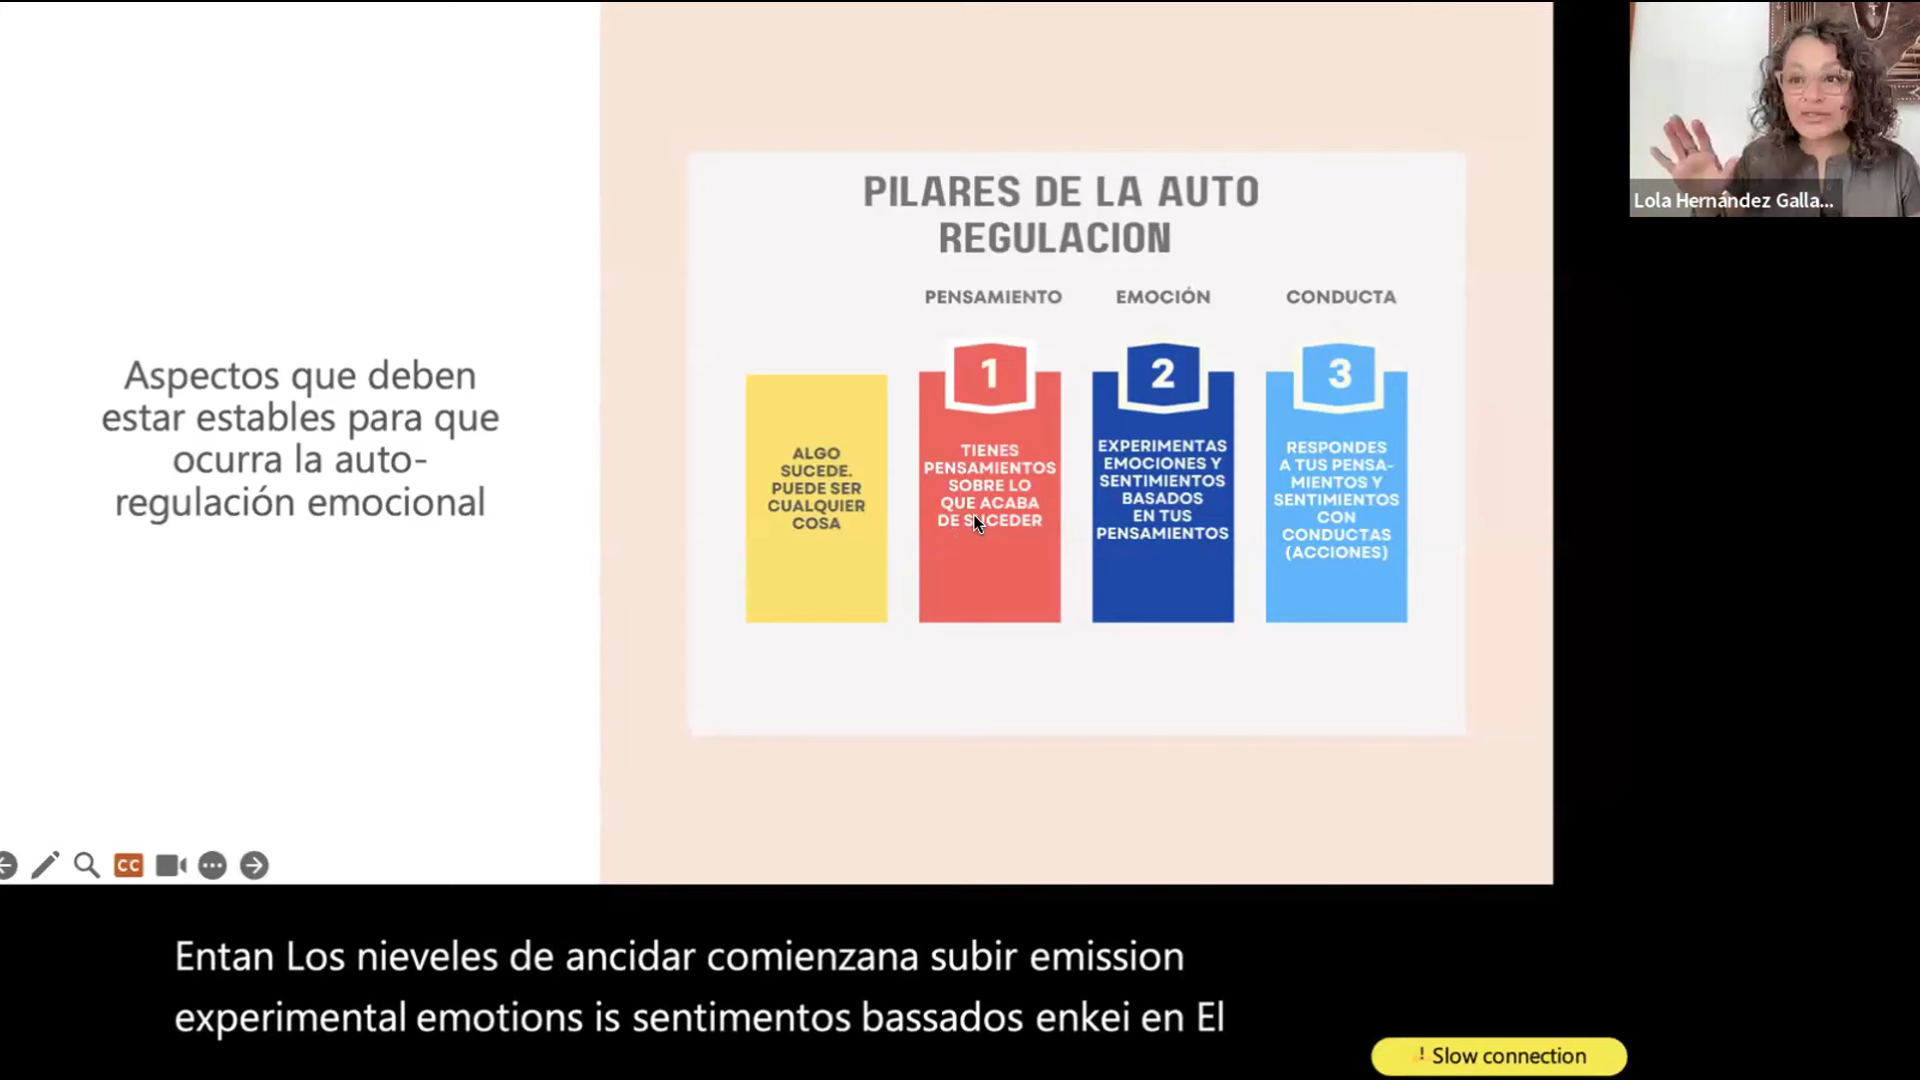 Aspectos que deben
estar estables para que
ocurra la auto-
regulación emocional
PILARES DE LA AUTO
REGULACION
PENSAMIENTO
EMOCIÓN
CONDUCTA
ALGO
SUCEDE.
PUEDE SER
CUALQUIER
COSA
1
TIENES
PENSAMIENTOS
SOBRE LO
QUE ACABA
DE SUCEDER
2
EXPERIMENTAS
EMOCIONES Y
SENTIMIENTOS
BASADOS
EN TUS
PENSAMIENTOS
3
RESPONDES
A TUS PENSA-
MIENTOS Y
SENTIMIENTOS
CON
CONDUCTAS
(ACCIONES)
Lola Hernández Galla...
CC
Entan Los nieveles de ancidar comienzana subir emission
experimental emotions is sentimentos bassados enkei en El
! Slow connection